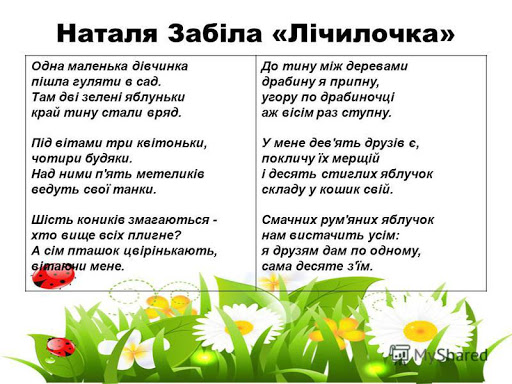 Наталя Забіла «Лічилочка»
Одна маленька дівчинка
пішла гуляти в сад.
Там дві зелені яблуньки
край тину стали вряд.
Під вітами три квітоньки,
чотири будяки.
Над ними п'ять метеликів
ведуть свої танки.
Шість коників змагаються -
хто вище всіх плигне?
А сім пташок цвірінькають,
вітаючи мене.
До тину між деревами
драбину я припну,
угору по драбиночці
аж вісім раз ступну.
У мене дев'ять друзів є,
покличу їх мерщій
і десять стиглих яблучок
складу у кошик свій.
Смачних рум'яних яблучок
нам вистачить усім:
я друзям дам по одному,
сама десяте з'їм.
MyShared